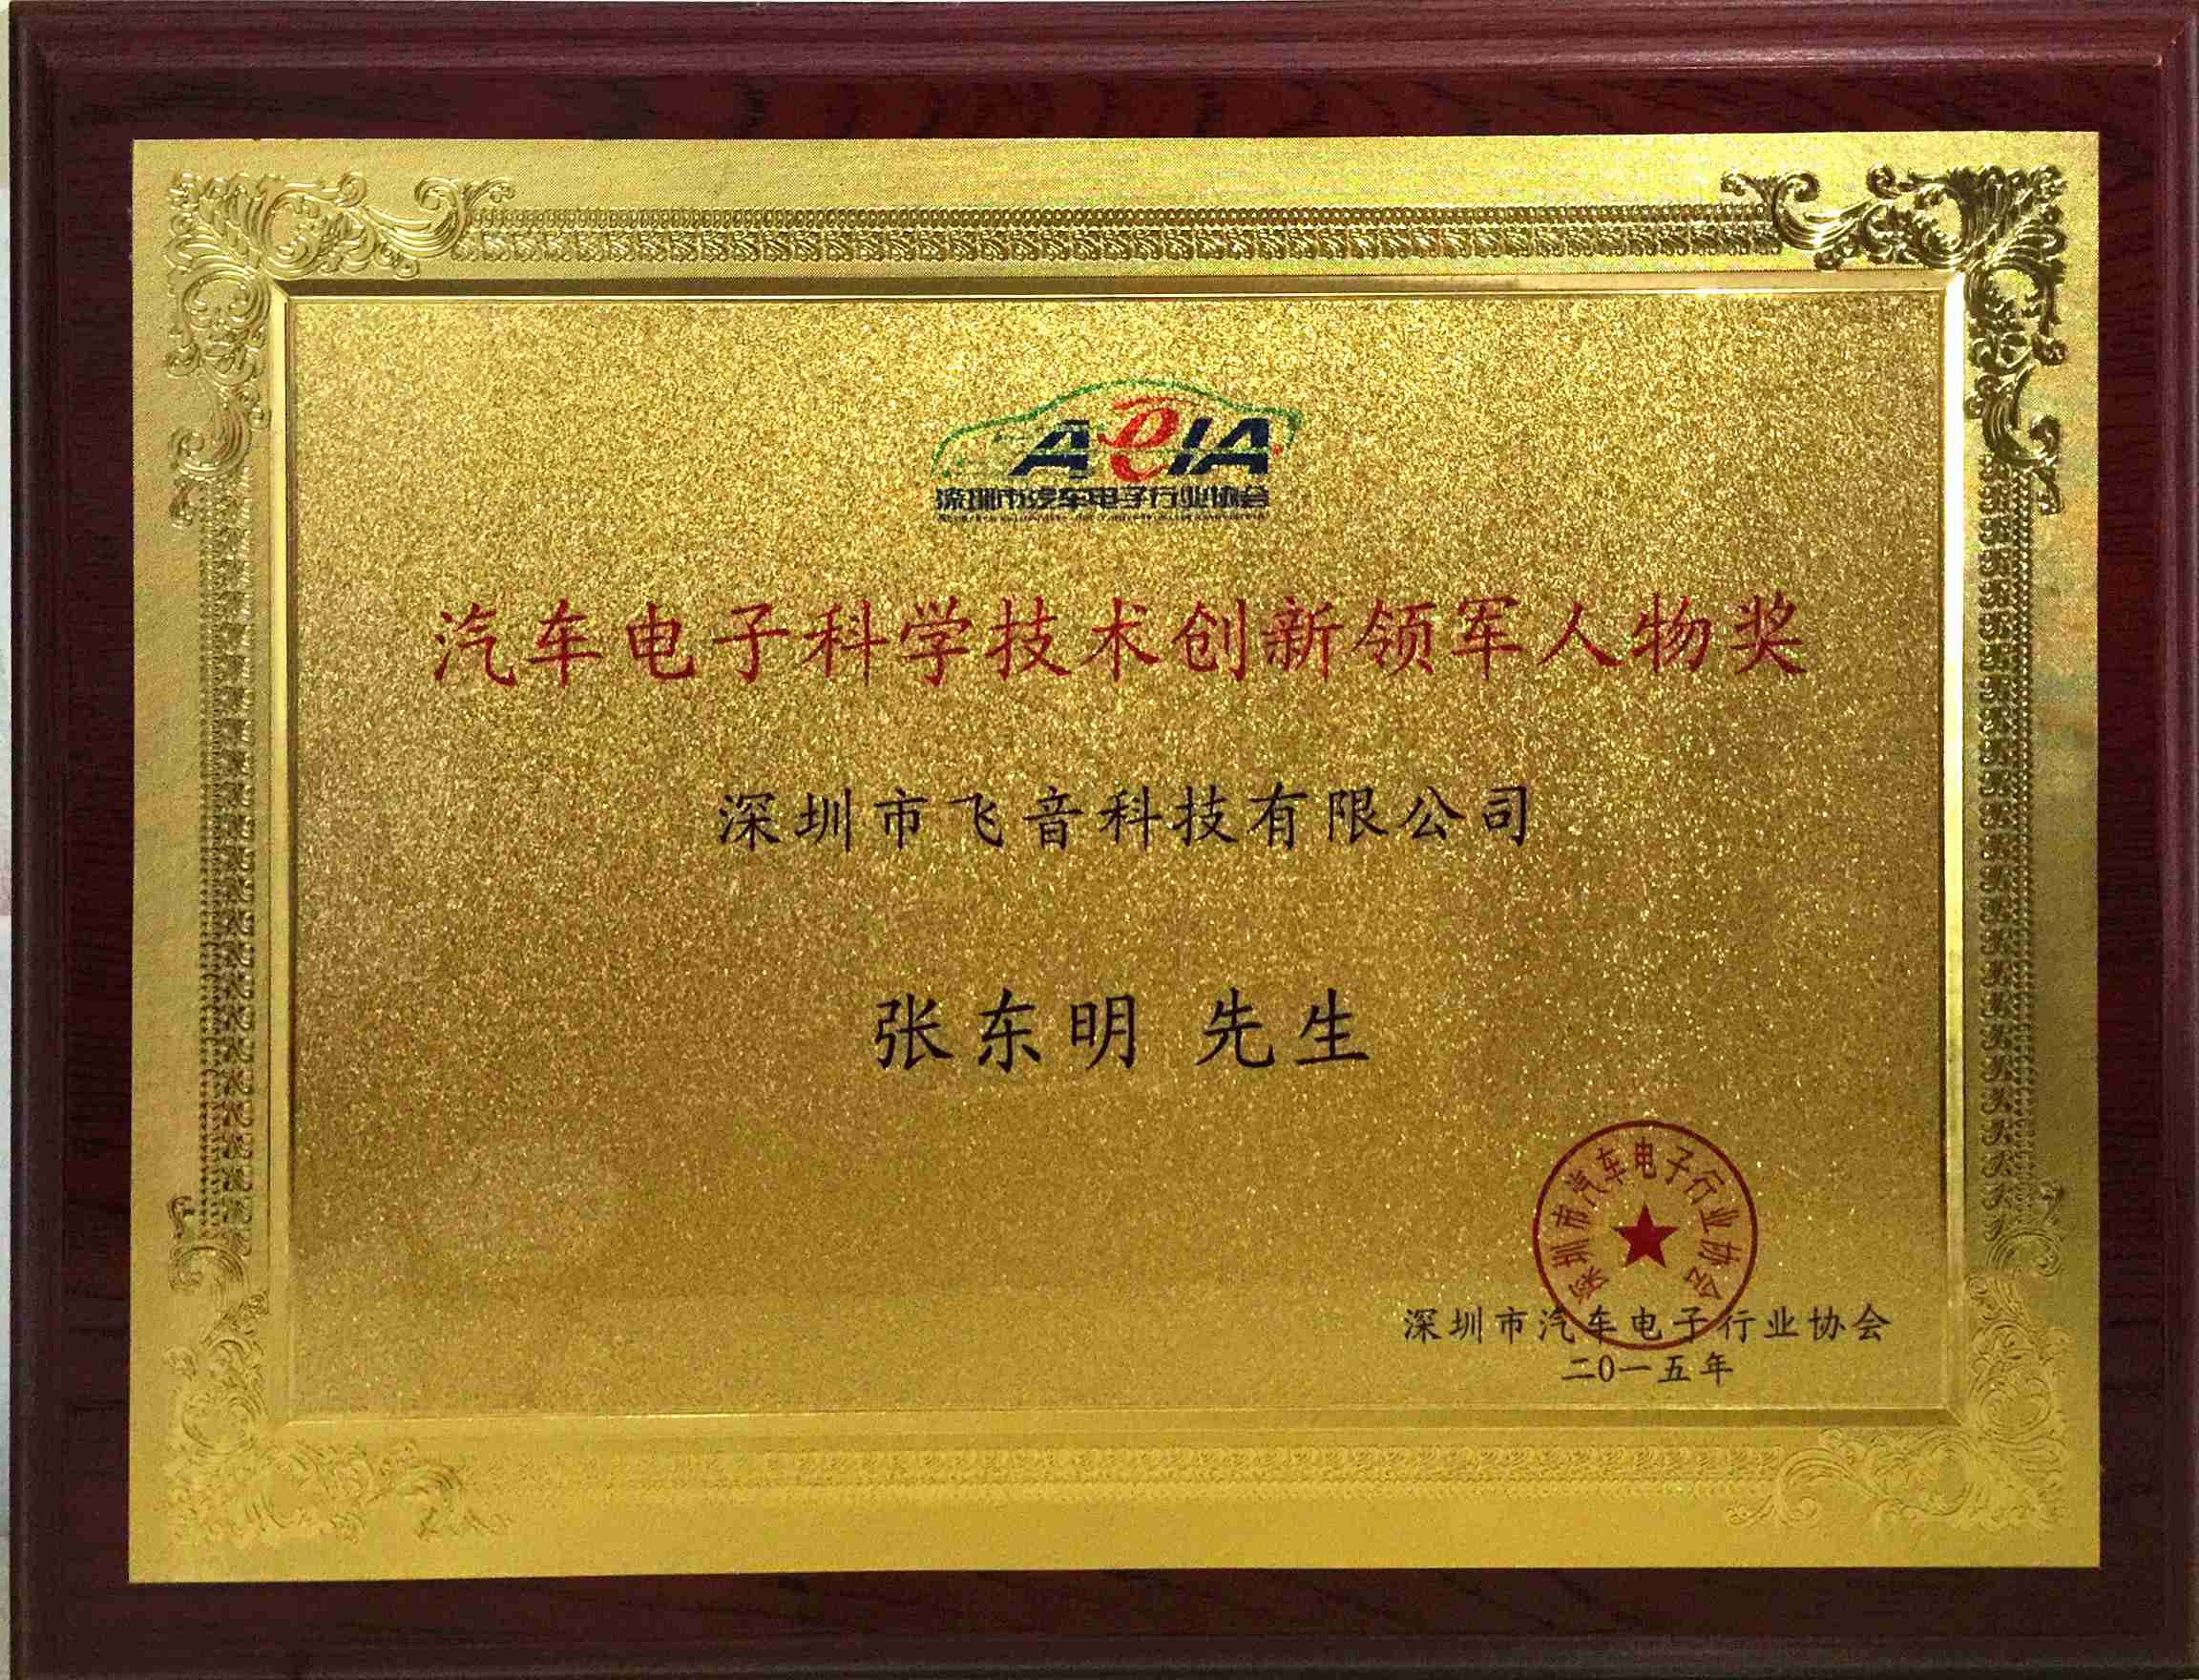 AeIA
深圳市汽车电子行业协会
汽车电子科学技术创新领军人物奖
深圳市飞音科技有限公司
张东明 先生
深圳市汽车电子行业协会
深圳市汽车电子行业协会
二0一五年